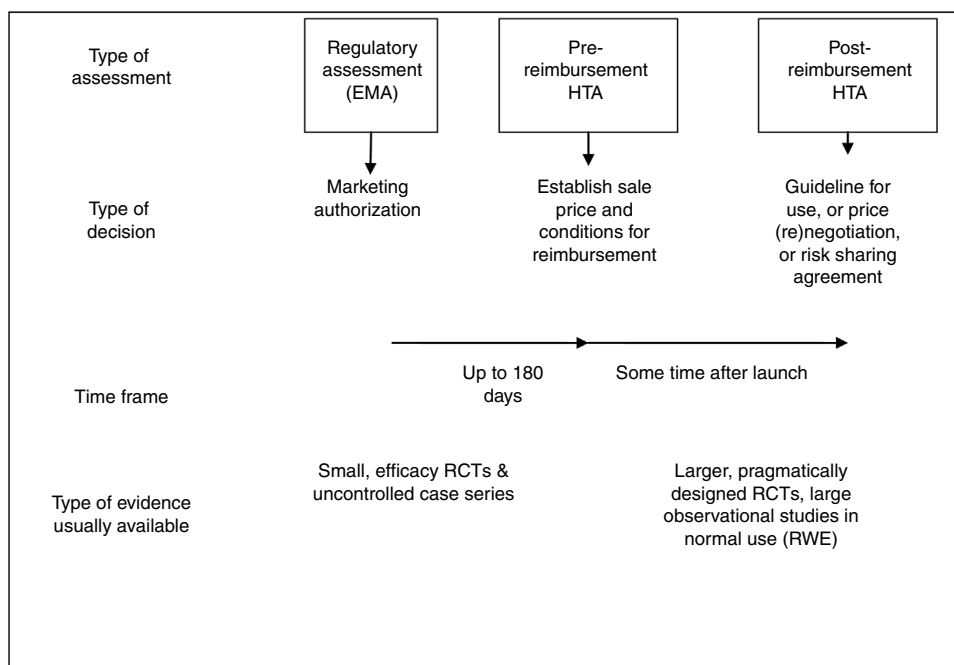 Type of
assessment
Regulatory
assessment
(EMA)
Pre-
reimbursement
HTA
Post-
reimbursement
HTA
Type of
decision
Marketing
authorization
Establish sale
price and
conditions for
reimbursement
Guideline for
use, or price
(re)negotiation,
or risk sharing
agreement
Time frame
Up to 180
days
Some time after launch
Type of evidence
usually available
Small, efficacy RCTs &
uncontrolled case series
Larger, pragmatically
designed RCTs, large
observational studies in
normal use (RWE)